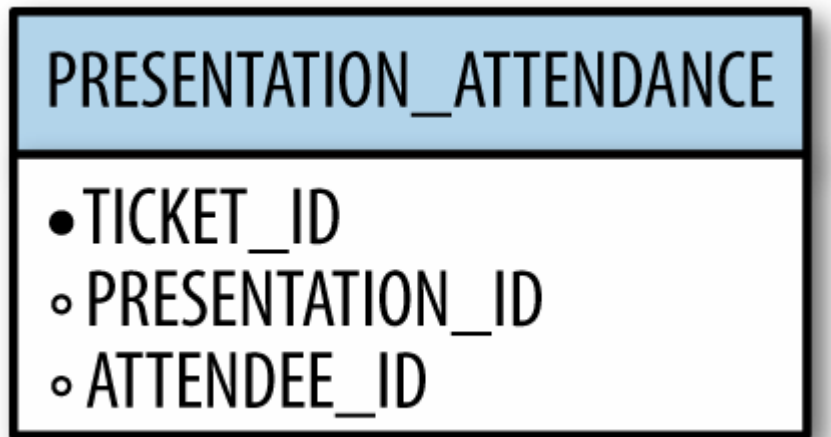 PRESENTATION_ATTENDANCE
•TICKET_ID
◦PRESENTATION_ID
◦ATTENDEE_ID